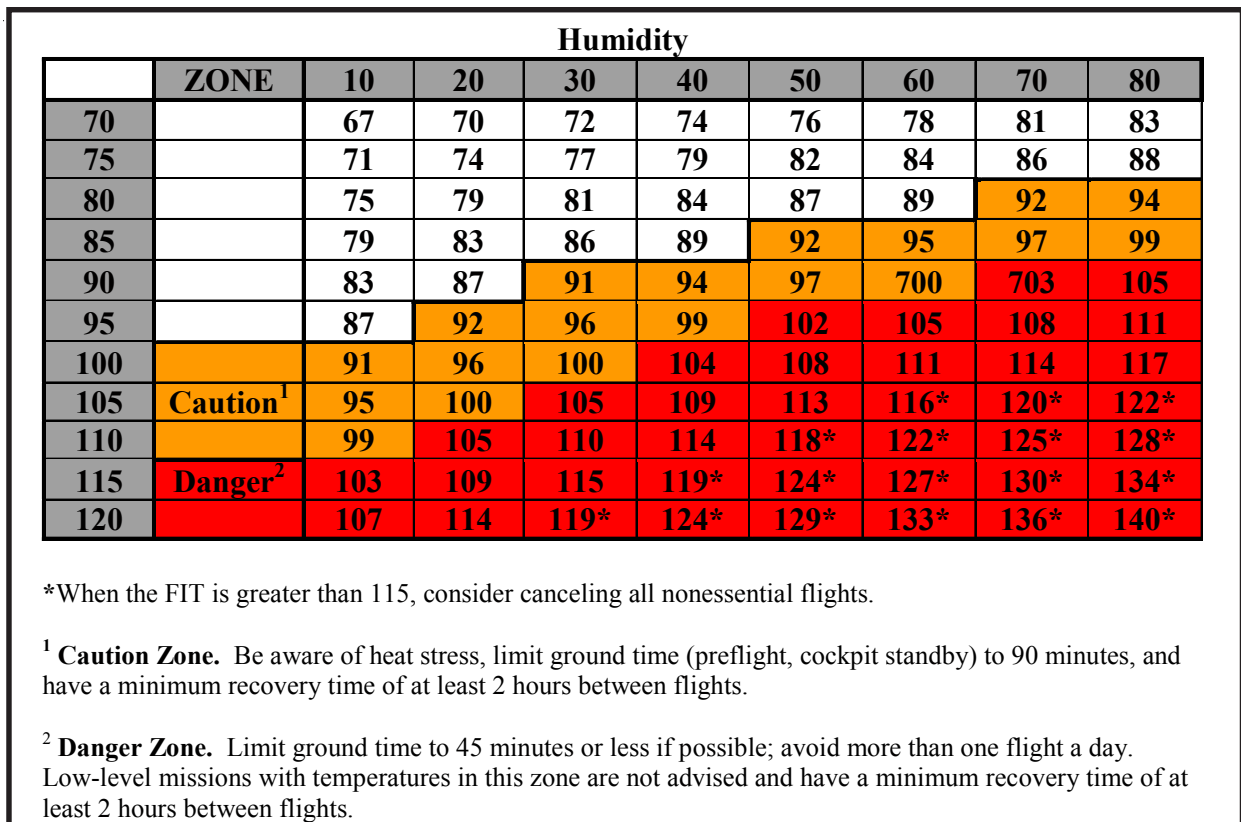 Humidity
ZONE 10 20 30 40 50 60 70 80
70 67 70 72 74 76 78 81 83
75 71 74 77 79 82 84 86 88
80 75 79 81 84 87 89 92 94
85 79 83 86 89 92 95 97 99
90 83 87 91 94 97 700 703 105
95 87 92 96 99 102 105 108 111
100 91 96 100 104 108 111 114 117
105 Caution¹ 95 100 105 109 113 116* 120* 122*
110 99 105 110 114 118* 122* 125* 128*
115 Danger² 103 109 115 119* 124* 127* 130* 134*
120 107 114 119* 124* 129* 133* 136* 140*
*When the FIT is greater than 115, consider canceling all nonessential flights.
¹ Caution Zone. Be aware of heat stress, limit ground time (preflight, cockpit standby) to 90 minutes, and
have a minimum recovery time of at least 2 hours between flights.
² Danger Zone. Limit ground time to 45 minutes or less if possible; avoid more than one flight a day.
Low-level missions with temperatures in this zone are not advised and have a minimum recovery time of at
least 2 hours between flights.